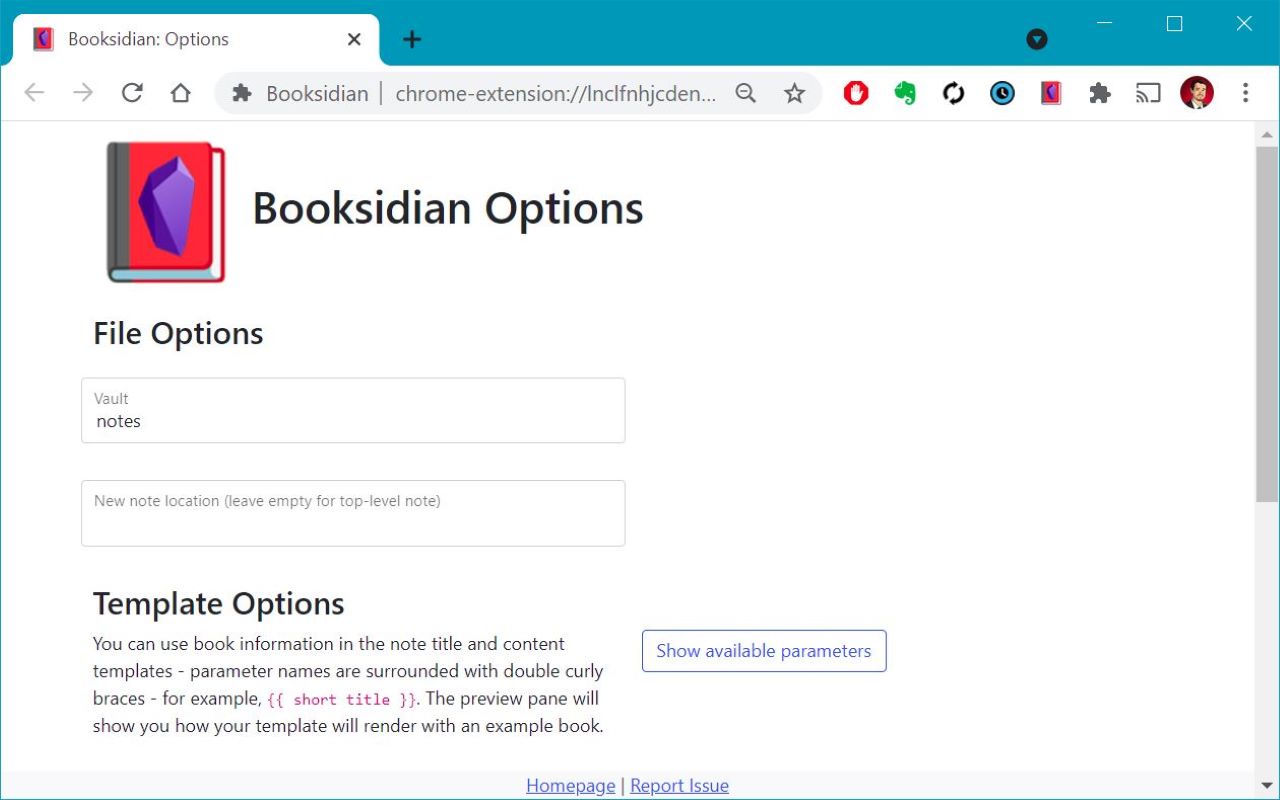 Booksidian: Options
Booksidian | chrome-extension://lnclfnhjcden...
Booksidian Options
File Options
Vault
notes
New note location (leave empty for top-level note)
Template Options
You can use book information in the note title and content
templates - parameter names are surrounded with double curly
braces - for example, {{ short title }}. The preview pane will
show you how your template will render with an example book.
Show available parameters
Homepage | Report Issue